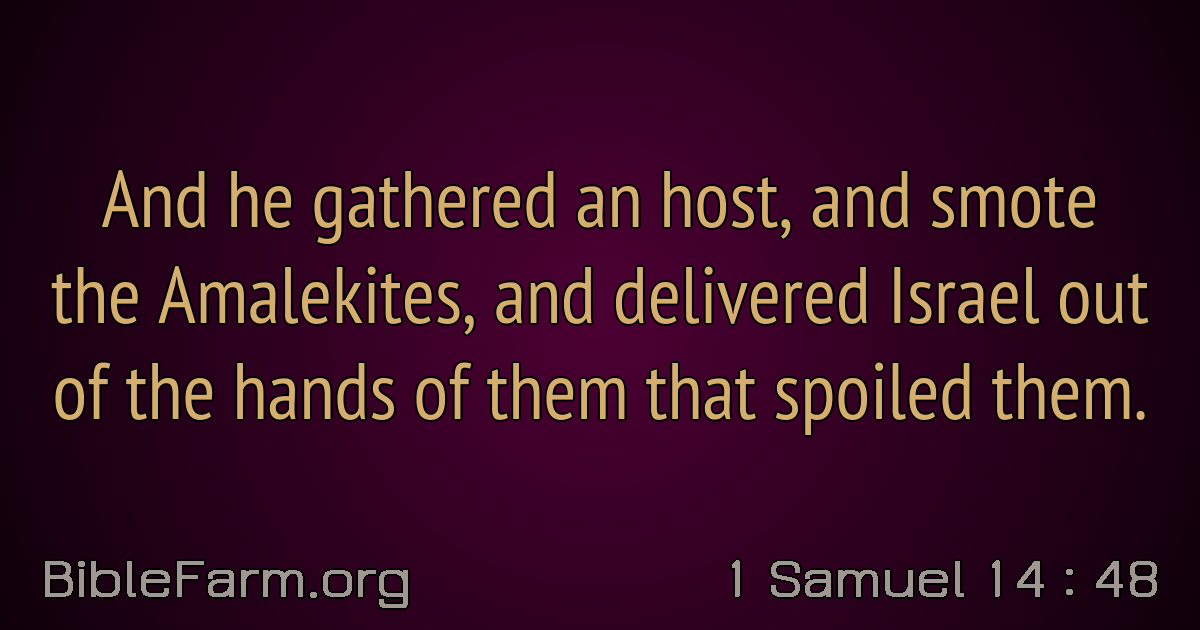 And he gathered an host, and smote
the Amalekites, and delivered Israel out
of the hands of them that spoiled them.
BibleFarm.org
1 Samuel 14 : 48